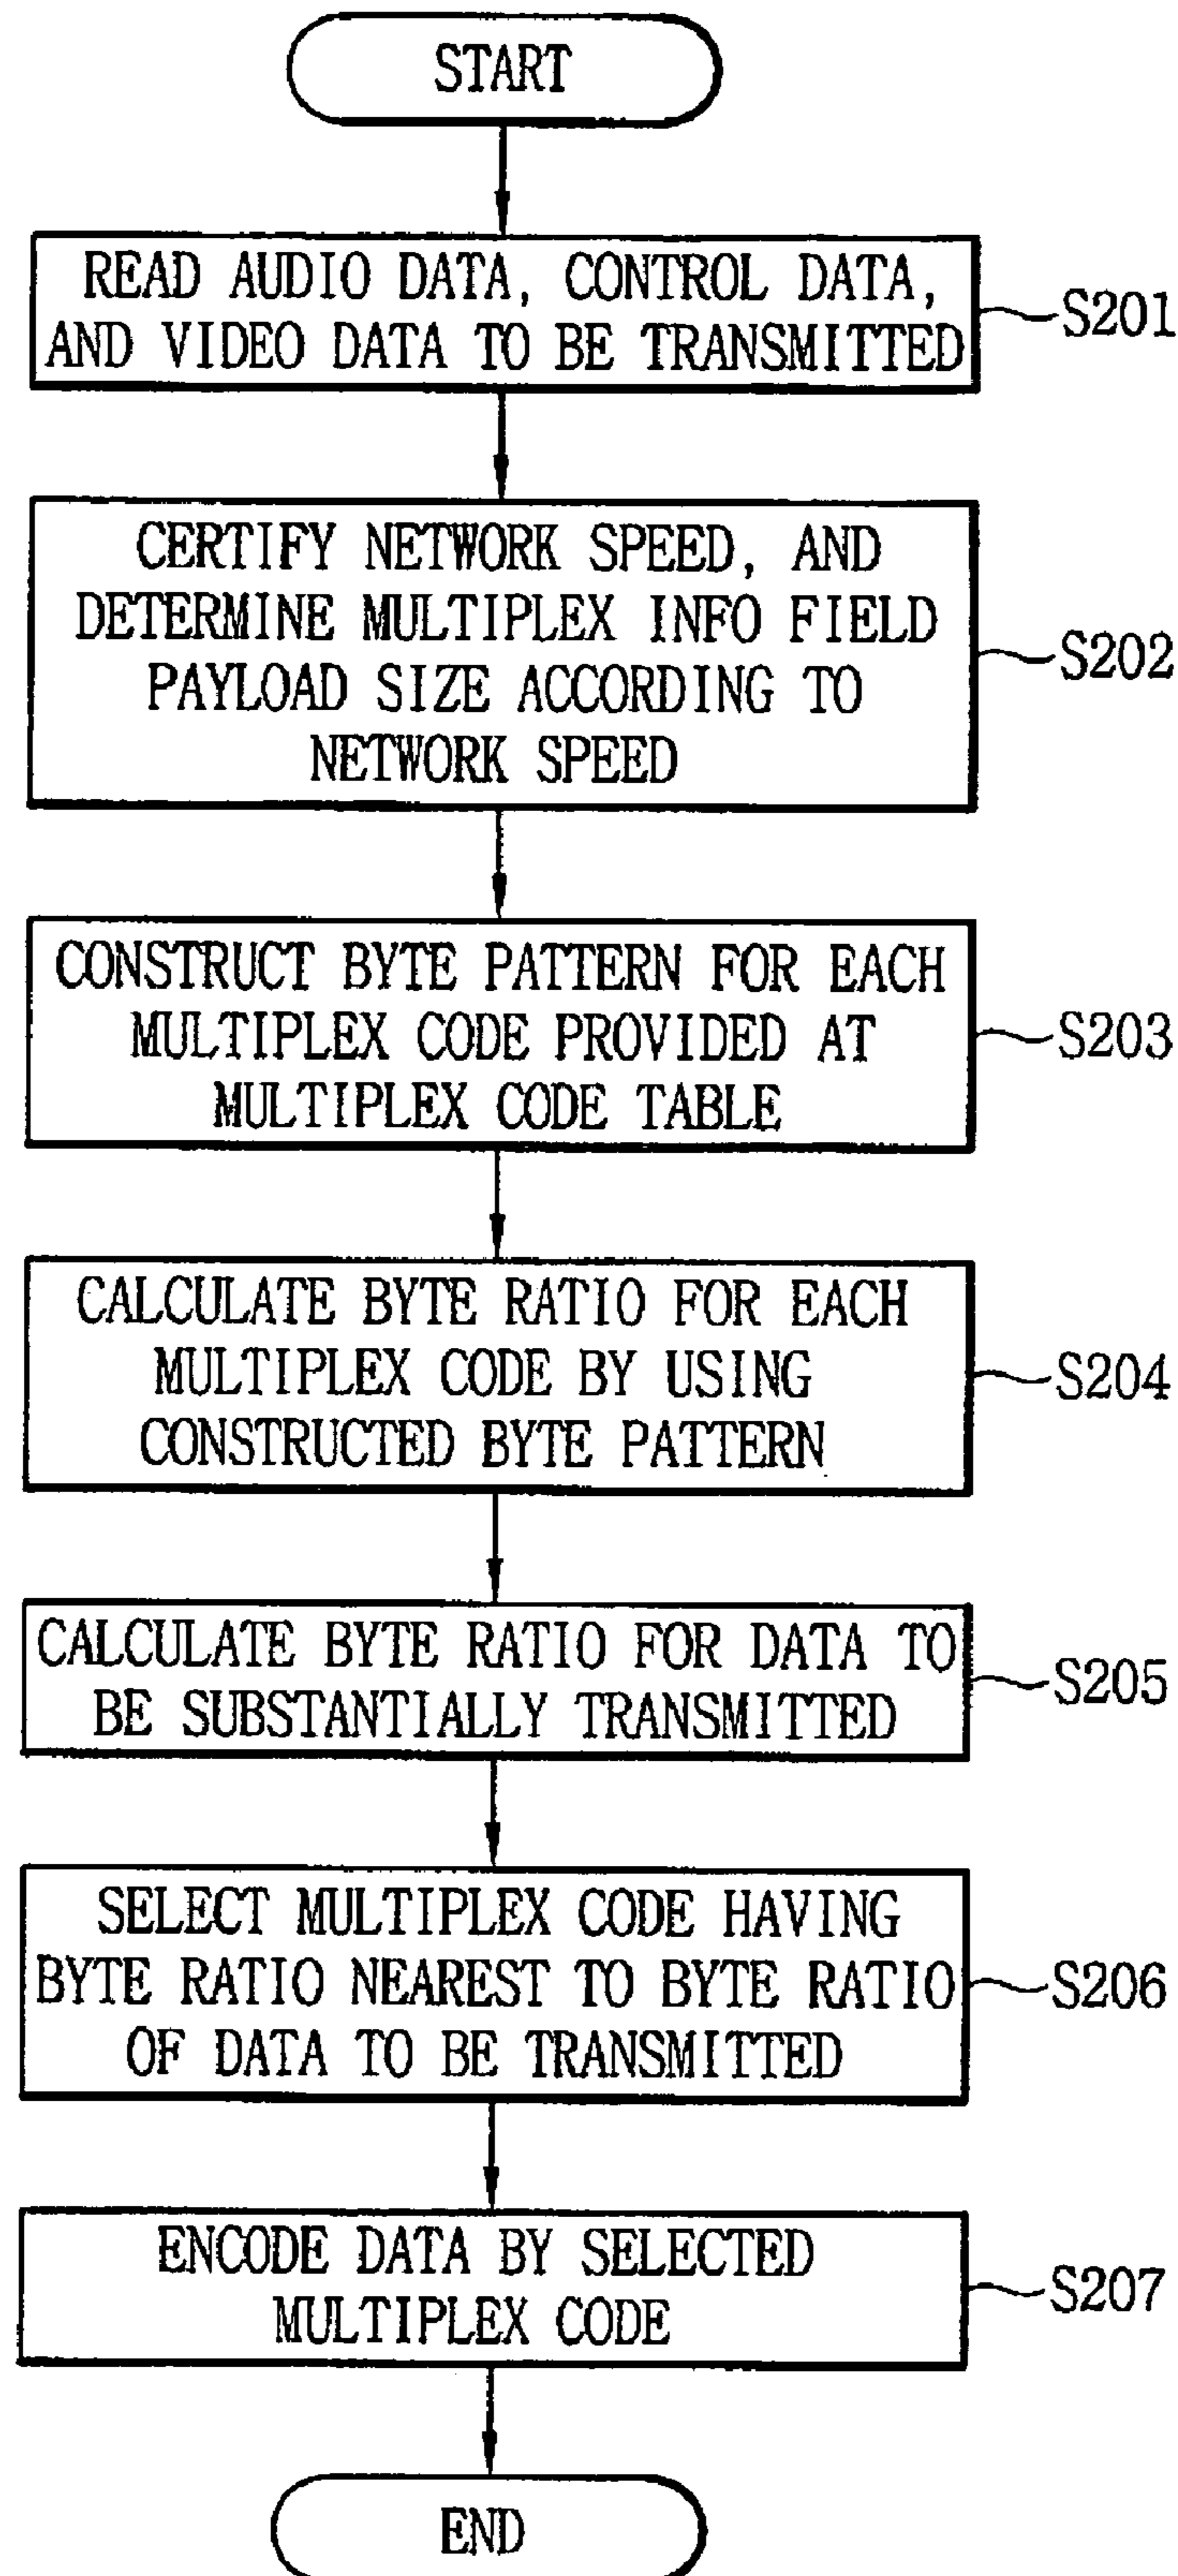 START
READ AUDIO DATA, CONTROL DATA,
AND VIDEO DATA TO BE TRANSMITTED
S201
CERTIFY NETWORK SPEED, AND
DETERMINE MULTIPLEX INFO FIELD
PAYLOAD SIZE ACCORDING TO
NETWORK SPEED
S202
CONSTRUCT BYTE PATTERN FOR EACH
MULTIPLEX CODE PROVIDED AT
MULTIPLEX CODE TABLE
S203
CALCULATE BYTE RATIO FOR EACH
MULTIPLEX CODE BY USING
CONSTRUCTED BYTE PATTERN
S204
CALCULATE BYTE RATIO FOR DATA TO
BE SUBSTANTIALLY TRANSMITTED
S205
SELECT MULTIPLEX CODE HAVING
BYTE RATIO NEAREST TO BYTE RATIO
OF DATA TO BE TRANSMITTED
S206
ENCODE DATA BY SELECTED
MULTIPLEX CODE
S207
END